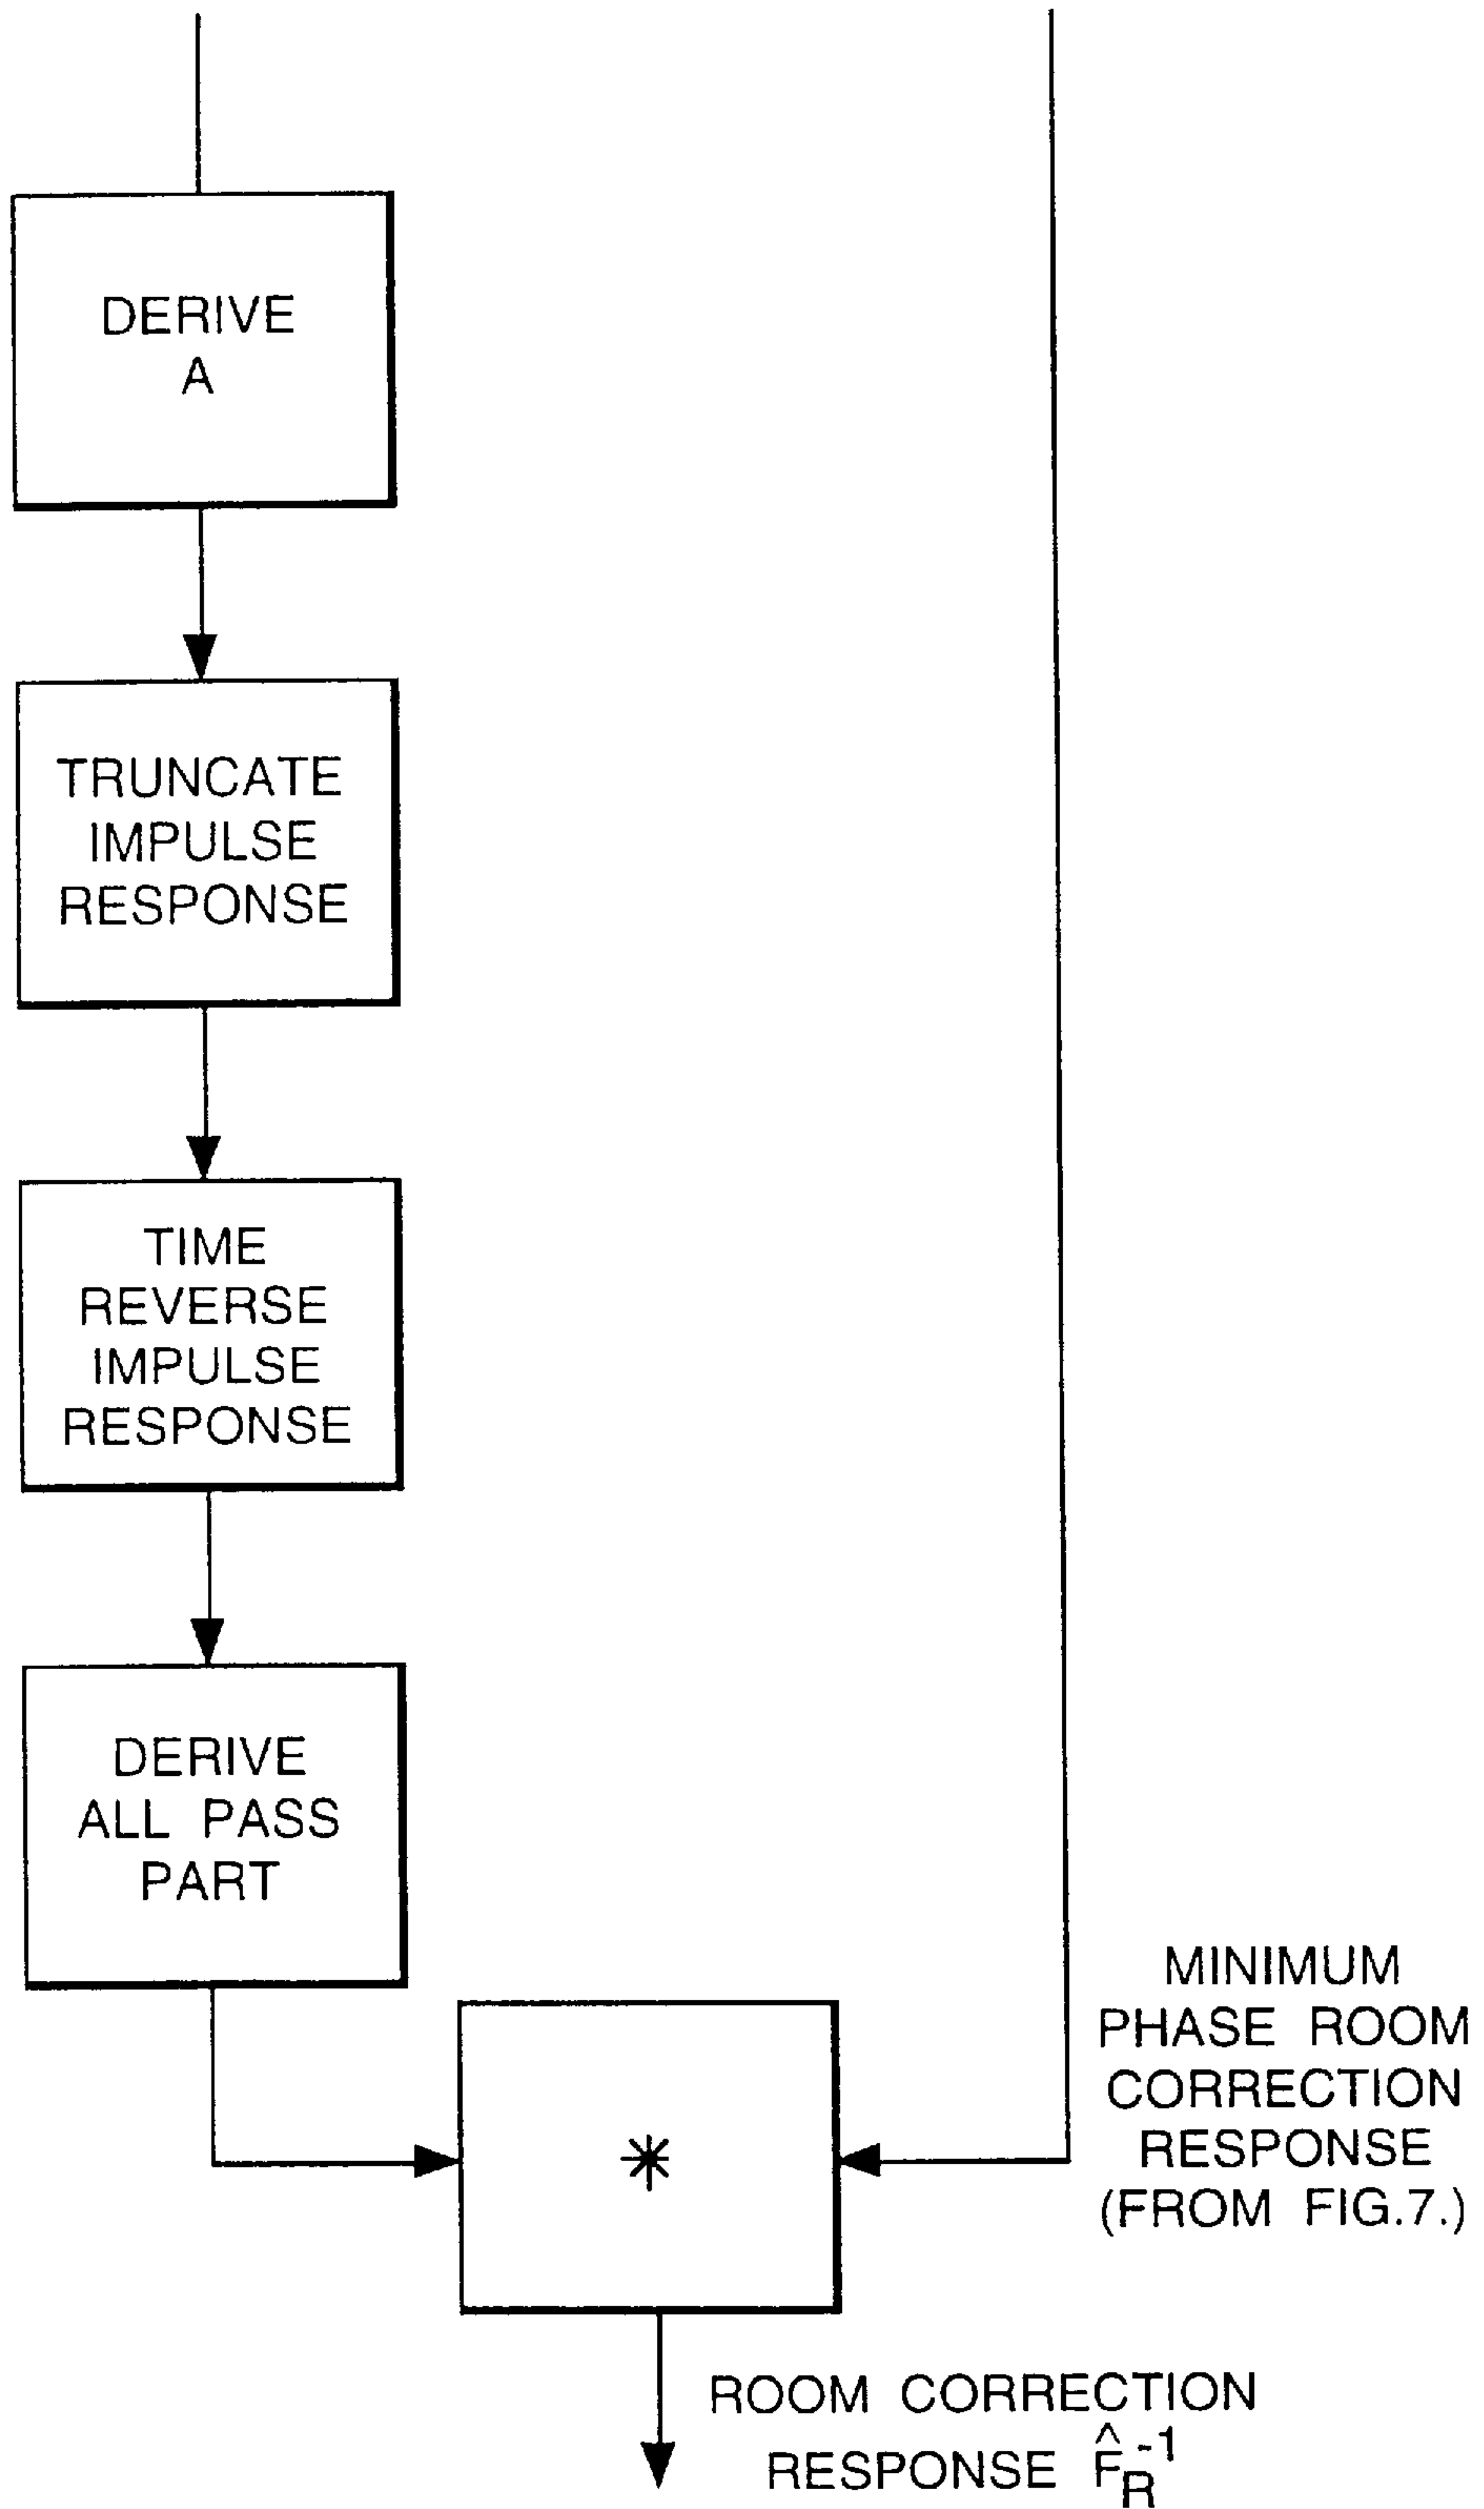 DERIVE
A
TRUNCATE
IMPULSE
RESPONSE
TIME
REVERSE
IMPULSE
RESPONSE
DERIVE
ALL PASS
PART
*
MINIMUM
PHASE ROOM
CORRECTION
RESPONSE
(FROM FIG.7.)
ROOM CORRECTION
RESPONSE F̂_R^-1